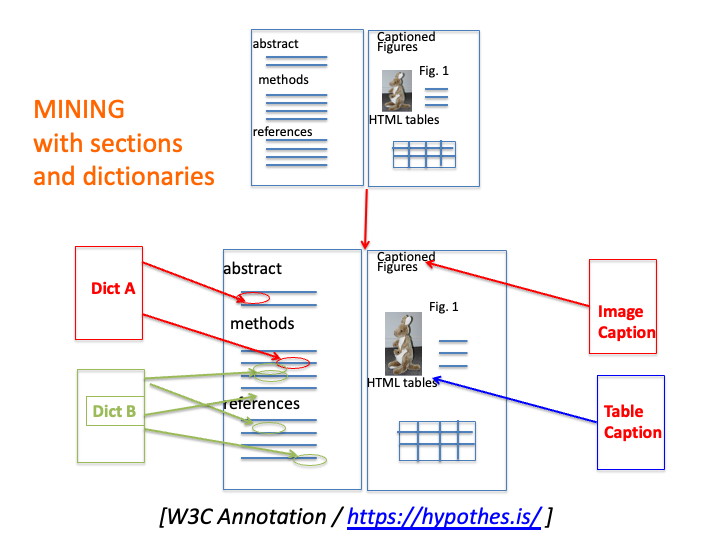 abstract
methods
references
Captioned
Figures
Fig. 1
HTML tables
MINING
with sections
and dictionaries
Dict A
Dict B
abstract
methods
references
Captioned
Figures
Fig. 1
HTML tables
Image
Caption
Table
Caption
[W3C Annotation / https://hypothes.is/ ]